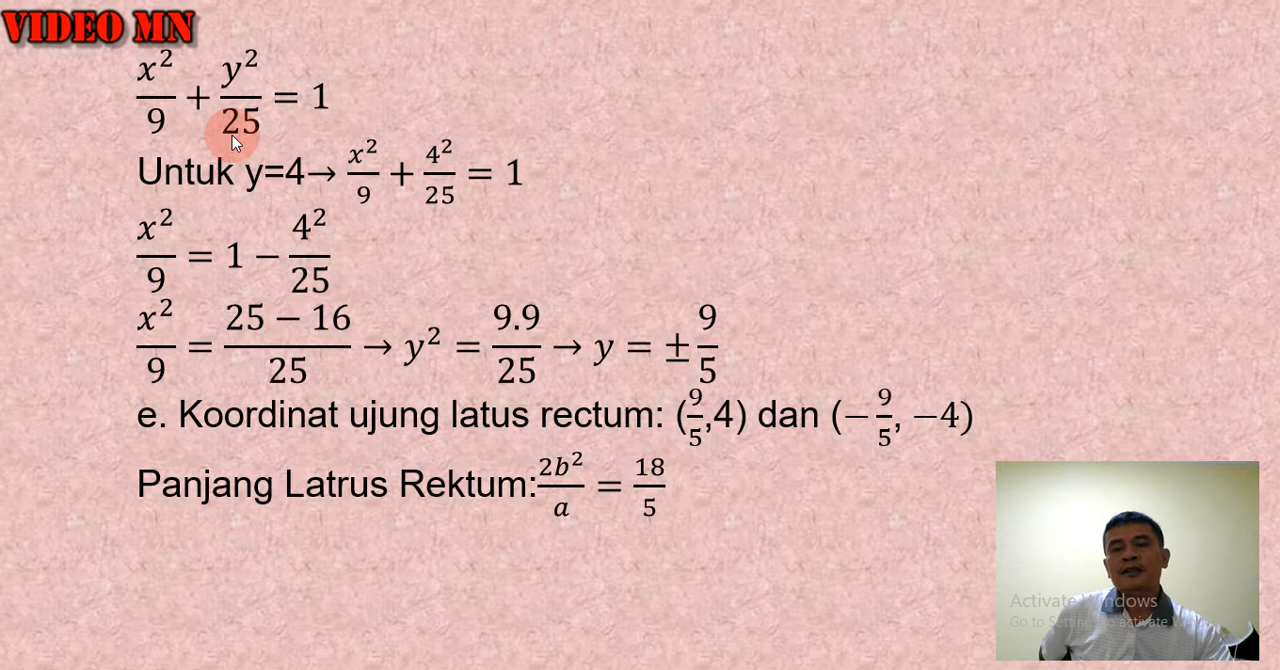 VIDEO MN
x²/9 + y²/25 = 1
Untuk y=4→ x²/9 + 4²/25 = 1
x²/9 = 1 − 4²/25
x²/9 = (25 − 16)/25 → y² = 9.9/25 → y = ± 9/5
e. Koordinat ujung latus rectum: (9/5,4) dan (−9/5, −4)
Panjang Latrus Rektum: 2b²/a = 18/5
Activate Windows